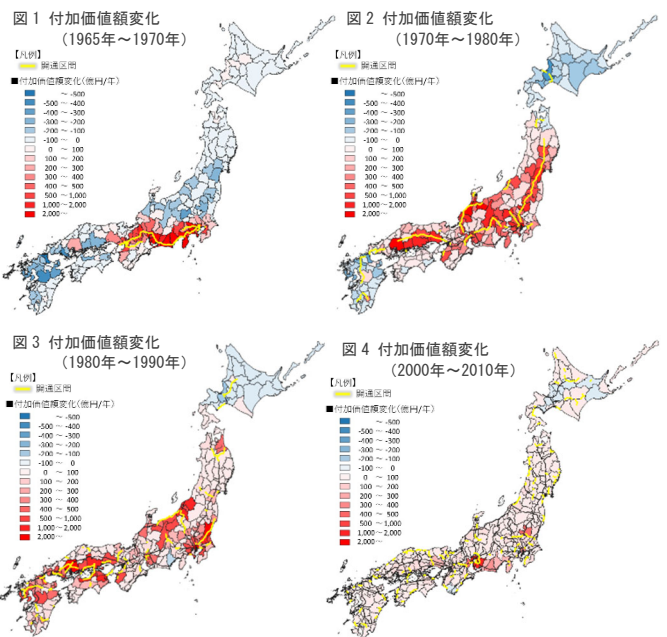 図1 付加価値額変化
(1965年～1970年)
【凡例】
開通区間
■付加価値額変化(億円/年)
～ -500
-500 ～ -400
-400 ～ -300
-300 ～ -200
-200 ～ -100
-100 ～ 0
0 ～ 100
100 ～ 200
200 ～ 300
300 ～ 400
400 ～ 500
500 ～ 1,000
1,000 ～ 2,000
2,000 ～
図2 付加価値額変化
(1970年～1980年)
【凡例】
開通区間
■付加価値額変化(億円/年)
～ -500
-500 ～ -400
-400 ～ -300
-300 ～ -200
-200 ～ -100
-100 ～ 0
0 ～ 100
100 ～ 200
200 ～ 300
300 ～ 400
400 ～ 500
500 ～ 1,000
1,000 ～ 2,000
2,000 ～
図3 付加価値額変化
(1980年～1990年)
【凡例】
開通区間
■付加価値額変化(億円/年)
～ -500
-500 ～ -400
-400 ～ -300
-300 ～ -200
-200 ～ -100
-100 ～ 0
0 ～ 100
100 ～ 200
200 ～ 300
300 ～ 400
400 ～ 500
500 ～ 1,000
1,000 ～ 2,000
2,000 ～
図4 付加価値額変化
(2000年～2010年)
【凡例】
開通区間
■付加価値額変化(億円/年)
～ -500
-500 ～ -400
-400 ～ -300
-300 ～ -200
-200 ～ -100
-100 ～ 0
0 ～ 100
100 ～ 200
200 ～ 300
300 ～ 400
400 ～ 500
500 ～ 1,000
1,000 ～ 2,000
2,000 ～